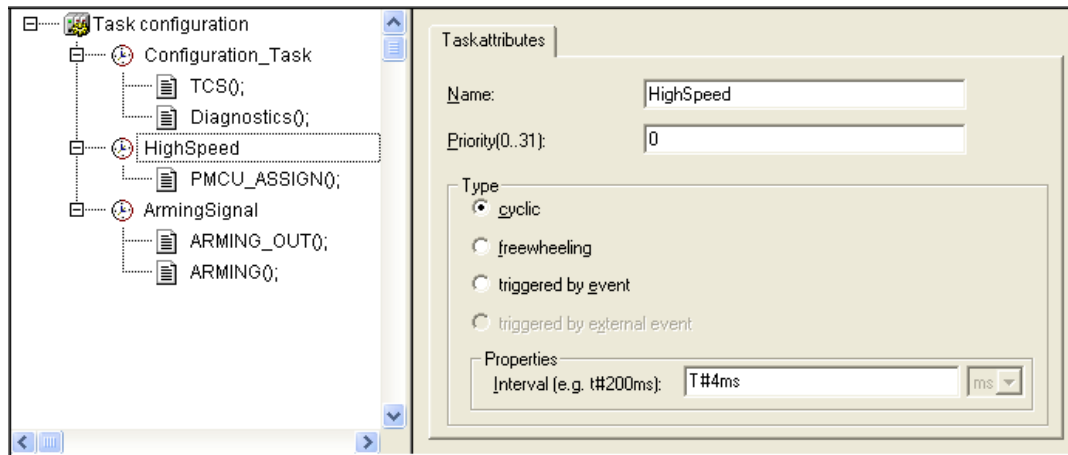 Task configuration
Configuration_Task
TCS();
Diagnostics();
HighSpeed
PMCU_ASSIGN();
ArmingSignal
ARMING_OUT();
ARMING();
Taskattributes
Name: HighSpeed
Priority(0..31): 0
Type
cyclic
freewheeling
triggered by event
triggered by external event
Properties
Interval (e.g. t#200ms): T#4ms ms